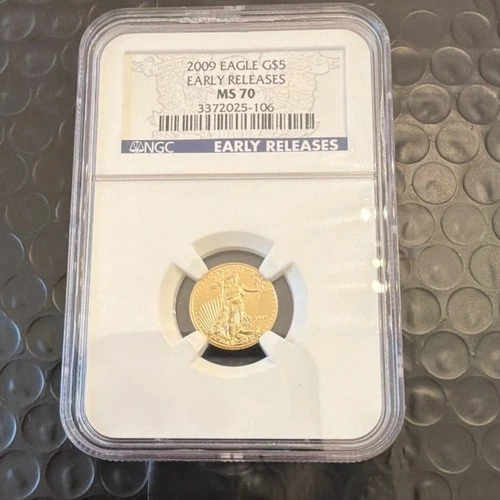 2009 EAGLE G$5
EARLY RELEASES
MS 70
3372025-106
NGC EARLY RELEASES